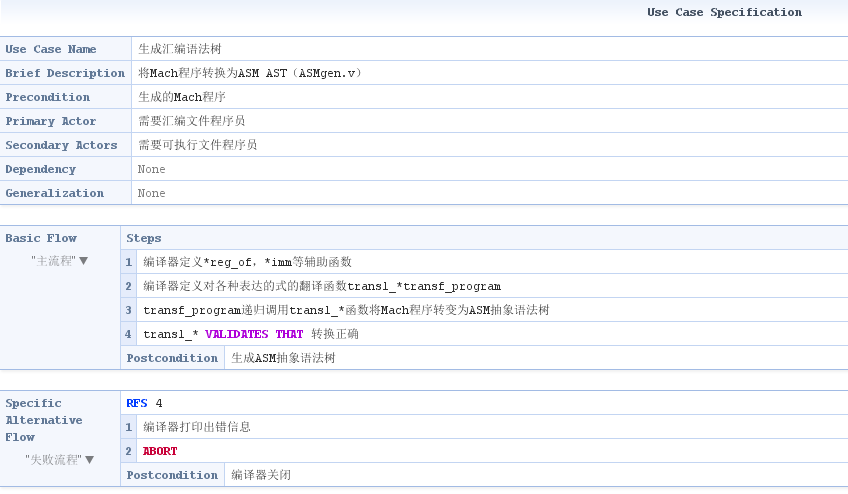 Use Case Specification
Use Case Name 生成汇编语法树
Brief Description 将Mach程序转换为ASM AST（ASMgen.v）
Precondition 生成的Mach程序
Primary Actor 需要汇编文件程序员
Secondary Actors 需要可执行文件程序员
Dependency None
Generalization None
Basic Flow Steps
"主流程" ▼ 1 编译器定义*reg_of，*imm等辅助函数
2 编译器定义对各种表达的式的翻译函数transl_*transf_program
3 transf_program递归调用transl_*函数将Mach程序转变为ASM抽象语法树
4 transl_* VALIDATES THAT 转换正确
Postcondition 生成ASM抽象语法树
Specific Alternative Flow RFS 4
"失败流程" ▼ 1 编译器打印出错信息
2 ABORT
Postcondition 编译器关闭